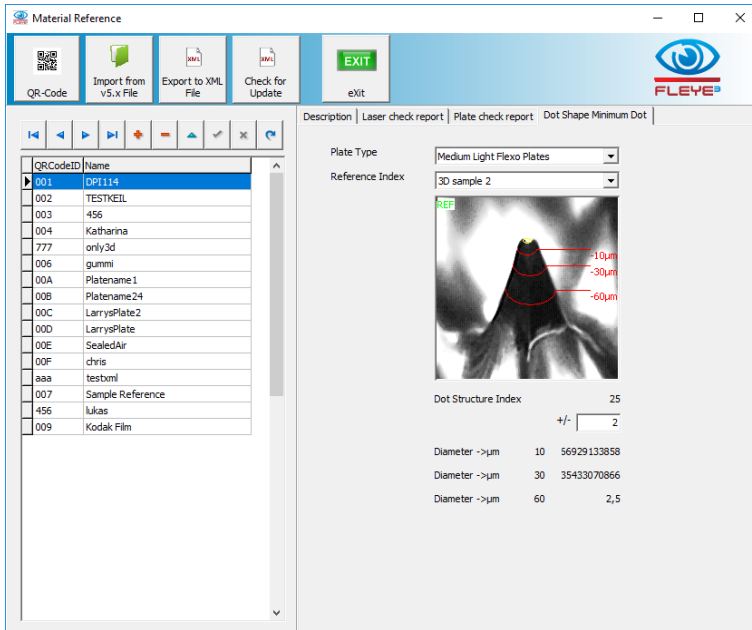 Material Reference
QR-Code
Import from
v5.x File
XML
Export to XML
File
XML
Check for
Update
EXIT
eXit
FLEYE³
Description
Laser check report
Plate check report
Dot Shape Minimum Dot
QRCodeID Name
001 DPI114
002 TESTKEIL
003 456
004 Katharina
777 only3d
006 gummi
00A Platename1
00B Platename24
00C LarrysPlate2
00D LarrysPlate
00E SealedAir
00F chris
aaa testxml
007 Sample Reference
456 lukas
009 Kodak Film
Plate Type Medium Light Flexo Plates
Reference Index 3D sample 2
REF
-10µm
-30µm
-60µm
Dot Structure Index 25
+/- 2
Diameter ->µm 10 56929133858
Diameter ->µm 30 35433070866
Diameter ->µm 60 2,5